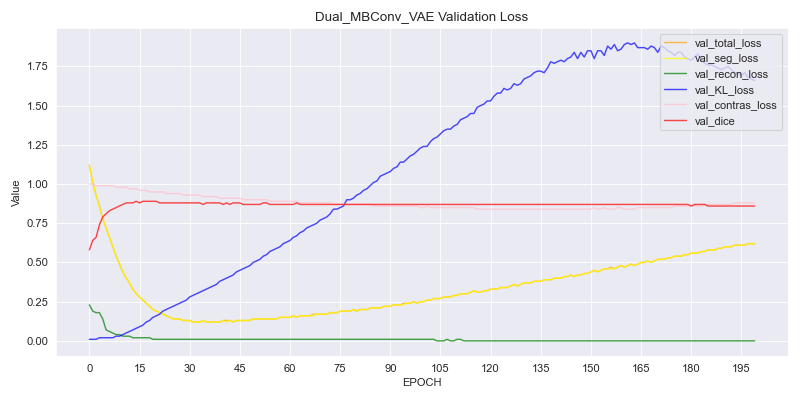 Dual_MBConv_VAE Validation Loss
val_total_loss
val_seg_loss
val_recon_loss
val_KL_loss
val_contras_loss
val_dice
Value
1.75
1.50
1.25
1.00
0.75
0.50
0.25
0.00
0 15 30 45 60 75 90 105 120 135 150 165 180 195
EPOCH